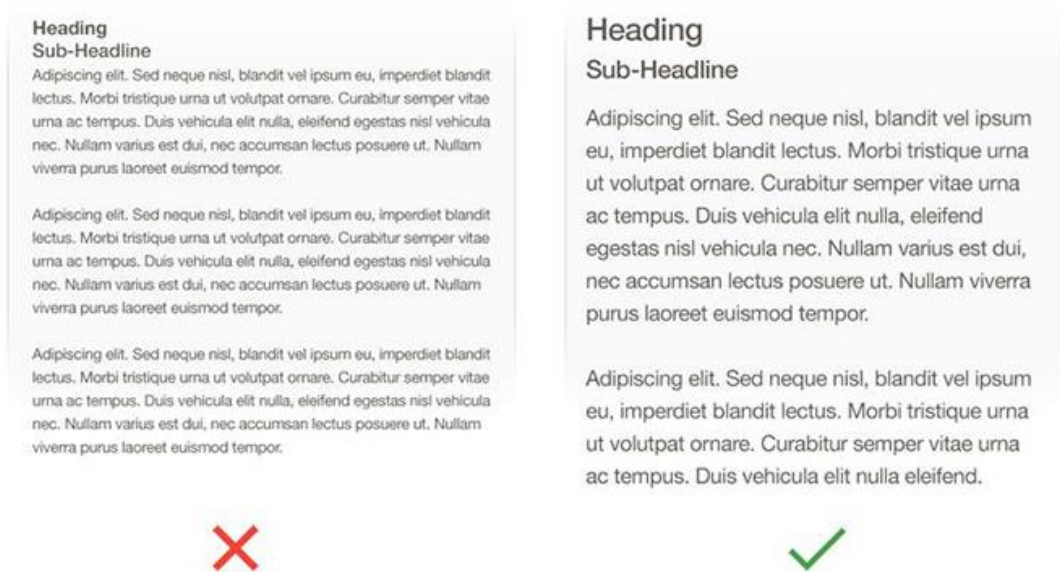 Heading
Sub-Headline
Adipiscing elit. Sed neque nisl, blandit vel ipsum eu, imperdiet blandit
lectus. Morbi tristique urna ut volutpat ornare. Curabitur semper vitae
urna ac tempus. Duis vehicula elit nulla, eleifend egestas nisl vehicula
nec. Nullam varius est dui, nec accumsan lectus posuere ut. Nullam
viverra purus laoreet euismod tempor.
Adipiscing elit. Sed neque nisl, blandit vel ipsum eu, imperdiet blandit
lectus. Morbi tristique urna ut volutpat ornare. Curabitur semper vitae
urna ac tempus. Duis vehicula elit nulla, eleifend egestas nisl vehicula
nec. Nullam varius est dui, nec accumsan lectus posuere ut. Nullam
viverra purus laoreet euismod tempor.
Adipiscing elit. Sed neque nisl, blandit vel ipsum eu, imperdiet blandit
lectus. Morbi tristique urna ut volutpat ornare. Curabitur semper vitae
urna ac tempus. Duis vehicula elit nulla, eleifend egestas nisl vehicula
nec. Nullam varius est dui, nec accumsan lectus posuere ut. Nullam
viverra purus laoreet euismod tempor.
Heading
Sub-Headline
Adipiscing elit. Sed neque nisl, blandit vel ipsum
eu, imperdiet blandit lectus. Morbi tristique urna
ut volutpat ornare. Curabitur semper vitae urna
ac tempus. Duis vehicula elit nulla, eleifend
egestas nisl vehicula nec. Nullam varius est dui,
nec accumsan lectus posuere ut. Nullam viverra
purus laoreet euismod tempor.
Adipiscing elit. Sed neque nisl, blandit vel ipsum
eu, imperdiet blandit lectus. Morbi tristique urna
ut volutpat ornare. Curabitur semper vitae urna
ac tempus. Duis vehicula elit nulla eleifend.